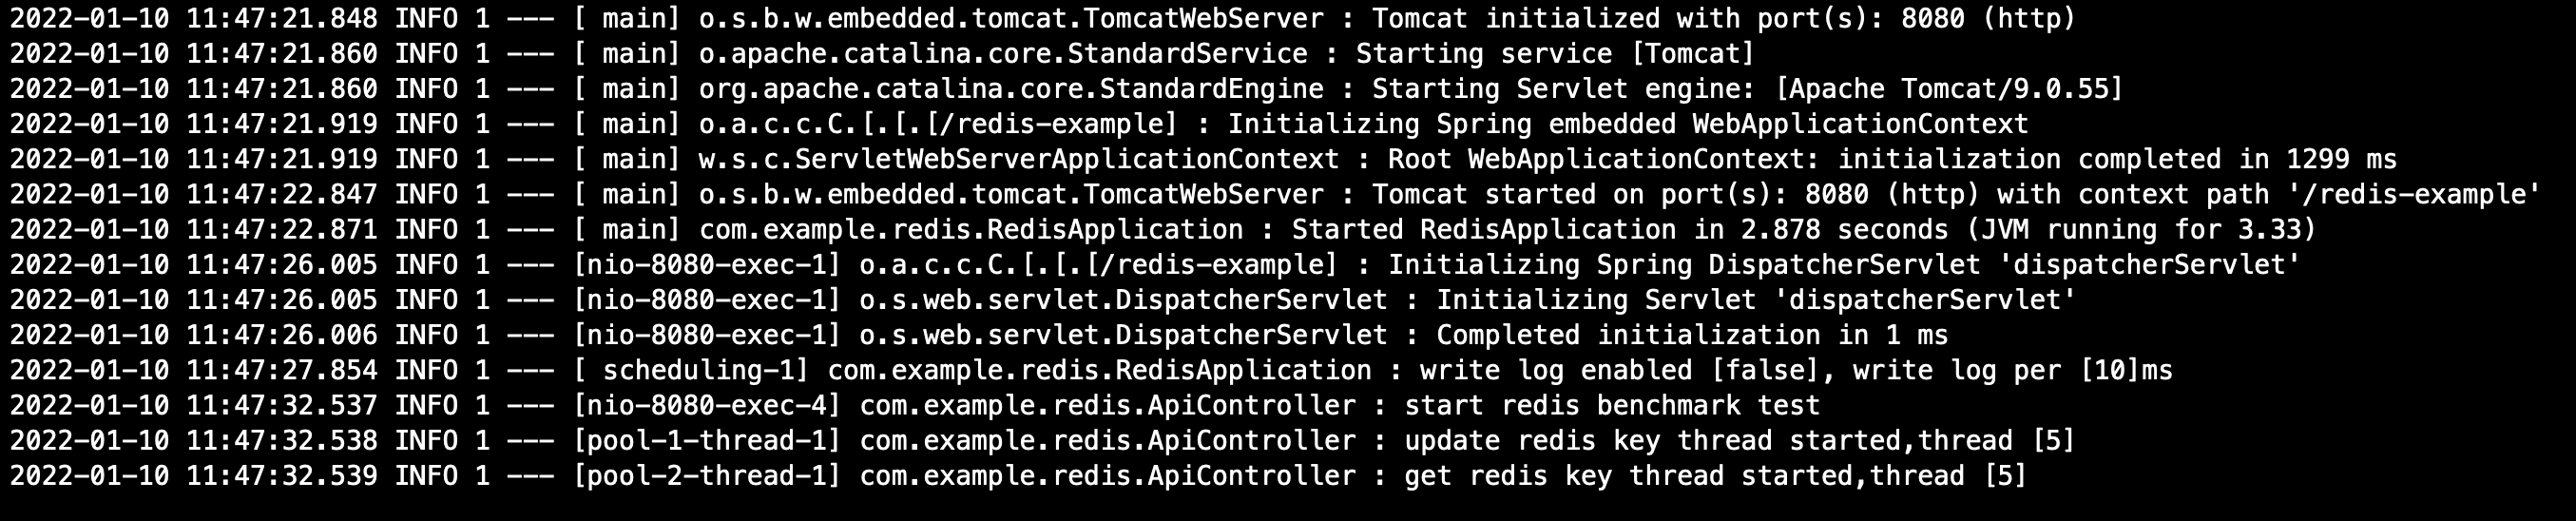 2022-01-10 11:47:21.848 INFO 1 --- [ main] o.s.b.w.embedded.tomcat.TomcatWebServer : Tomcat initialized with port(s): 8080 (http)
2022-01-10 11:47:21.860 INFO 1 --- [ main] o.apache.catalina.core.StandardService : Starting service [Tomcat]
2022-01-10 11:47:21.860 INFO 1 --- [ main] org.apache.catalina.core.StandardEngine : Starting Servlet engine: [Apache Tomcat/9.0.55]
2022-01-10 11:47:21.919 INFO 1 --- [ main] o.a.c.c.C.[.[.[/redis-example] : Initializing Spring embedded WebApplicationContext
2022-01-10 11:47:21.919 INFO 1 --- [ main] w.s.c.ServletWebServerApplicationContext : Root WebApplicationContext: initialization completed in 1299 ms
2022-01-10 11:47:22.847 INFO 1 --- [ main] o.s.b.w.embedded.tomcat.TomcatWebServer : Tomcat started on port(s): 8080 (http) with context path '/redis-example'
2022-01-10 11:47:22.871 INFO 1 --- [ main] com.example.redis.RedisApplication : Started RedisApplication in 2.878 seconds (JVM running for 3.33)
2022-01-10 11:47:26.005 INFO 1 --- [nio-8080-exec-1] o.a.c.c.C.[.[.[/redis-example] : Initializing Spring DispatcherServlet 'dispatcherServlet'
2022-01-10 11:47:26.005 INFO 1 --- [nio-8080-exec-1] o.s.web.servlet.DispatcherServlet : Initializing Servlet 'dispatcherServlet'
2022-01-10 11:47:26.006 INFO 1 --- [nio-8080-exec-1] o.s.web.servlet.DispatcherServlet : Completed initialization in 1 ms
2022-01-10 11:47:27.854 INFO 1 --- [ scheduling-1] com.example.redis.RedisApplication : write log enabled [false], write log per [10]ms
2022-01-10 11:47:32.537 INFO 1 --- [nio-8080-exec-4] com.example.redis.ApiController : start redis benchmark test
2022-01-10 11:47:32.538 INFO 1 --- [pool-1-thread-1] com.example.redis.ApiController : update redis key thread started,thread [5]
2022-01-10 11:47:32.539 INFO 1 --- [pool-2-thread-1] com.example.redis.ApiController : get redis key thread started,thread [5]